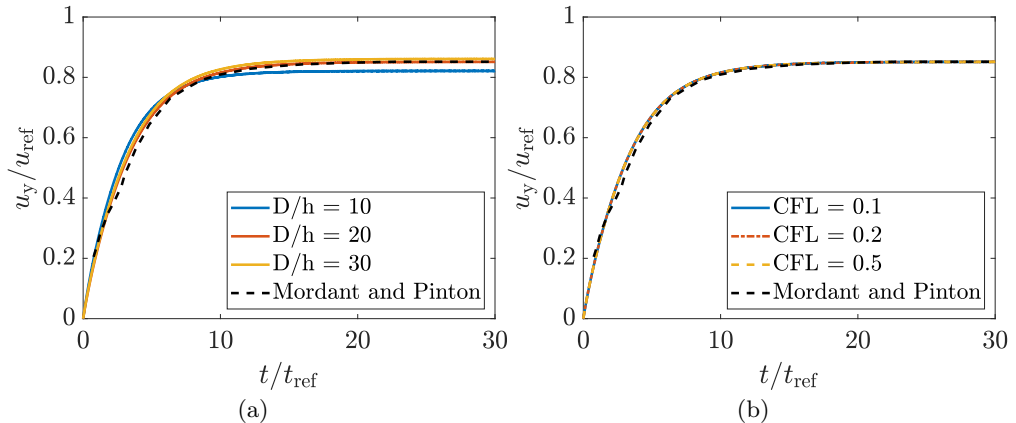 1
0.8
0.6
0.4
0.2
0
u_y/u_ref
D/h = 10
D/h = 20
D/h = 30
Mordant and Pinton
0 10 20 30
t/t_ref
(a)
1
0.8
0.6
0.4
0.2
0
u_y/u_ref
CFL = 0.1
CFL = 0.2
CFL = 0.5
Mordant and Pinton
0 10 20 30
t/t_ref
(b)